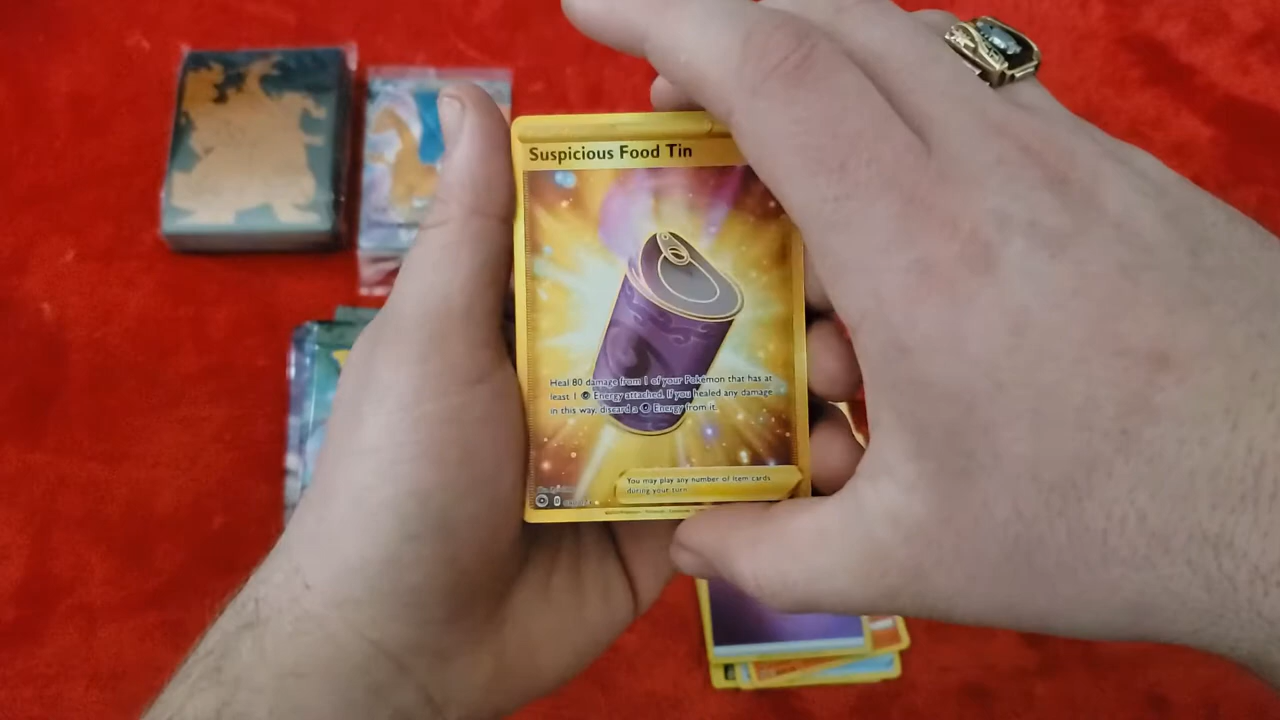 Suspicious Food Tin
Heal 80 damage from 1 of your Pokémon that has at
least 1 Energy attached. If you healed any damage
in this way, discard a Energy from it.
You may play any number of Item cards
during your turn.